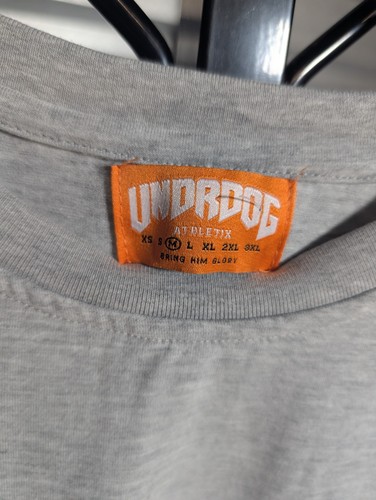 UNDRDOG
ATHLETIX
XS S M L XL 2XL 3XL
BRING HIM GLORY